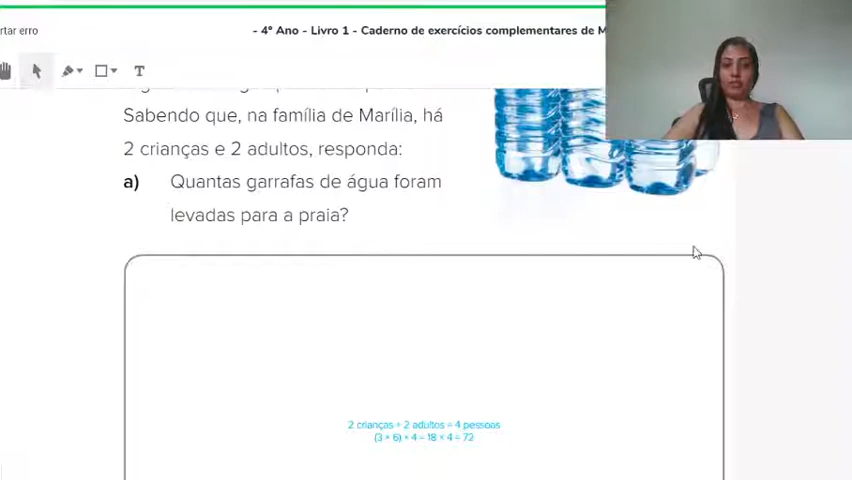 rtar erro
- 4º Ano - Livro 1 - Caderno de exercícios complementares de M
T
Sabendo que, na família de Marília, há
2 crianças e 2 adultos, responda:
a) Quantas garrafas de água foram
levadas para a praia?
2 crianças + 2 adultos = 4 pessoas
(3 × 6) × 4 = 18 × 4 = 72